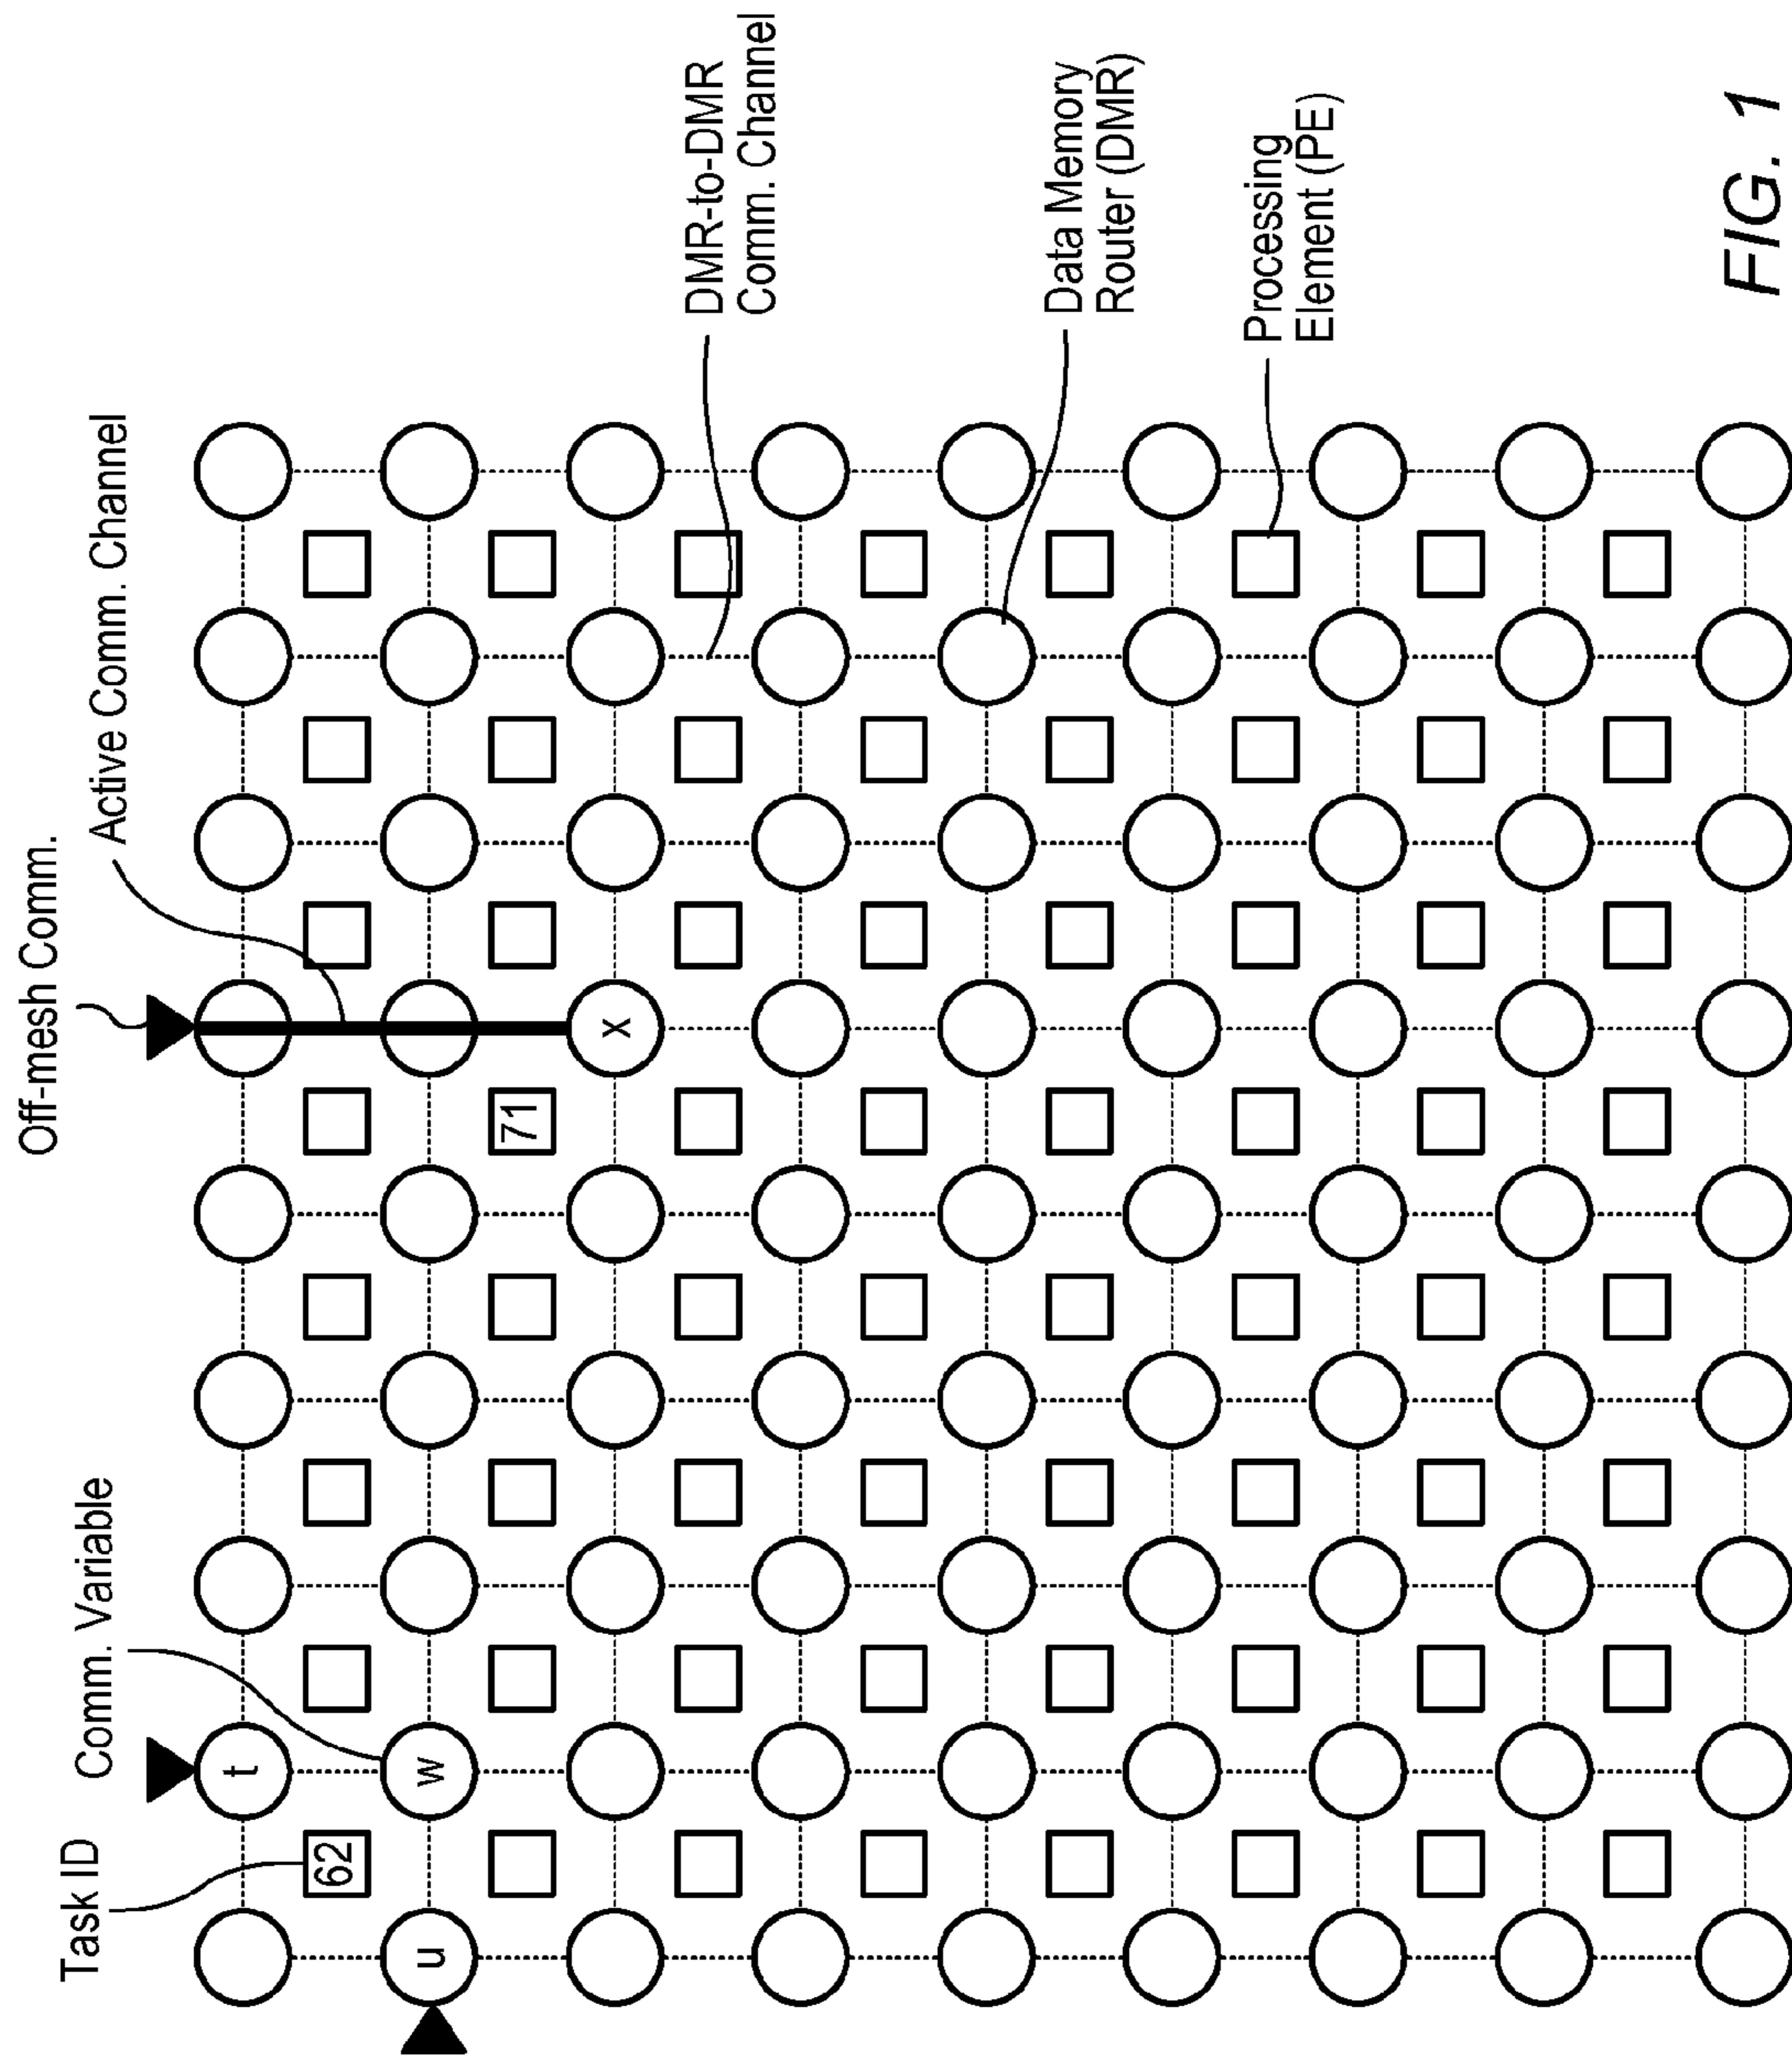 Task ID
Comm. Variable
Off-mesh Comm.
Active Comm. Channel
62
t
u
w
71
x
DMR-to-DMR
Comm. Channel
Data Memory
Router (DMR)
Processing
Element (PE)
FIG. 1